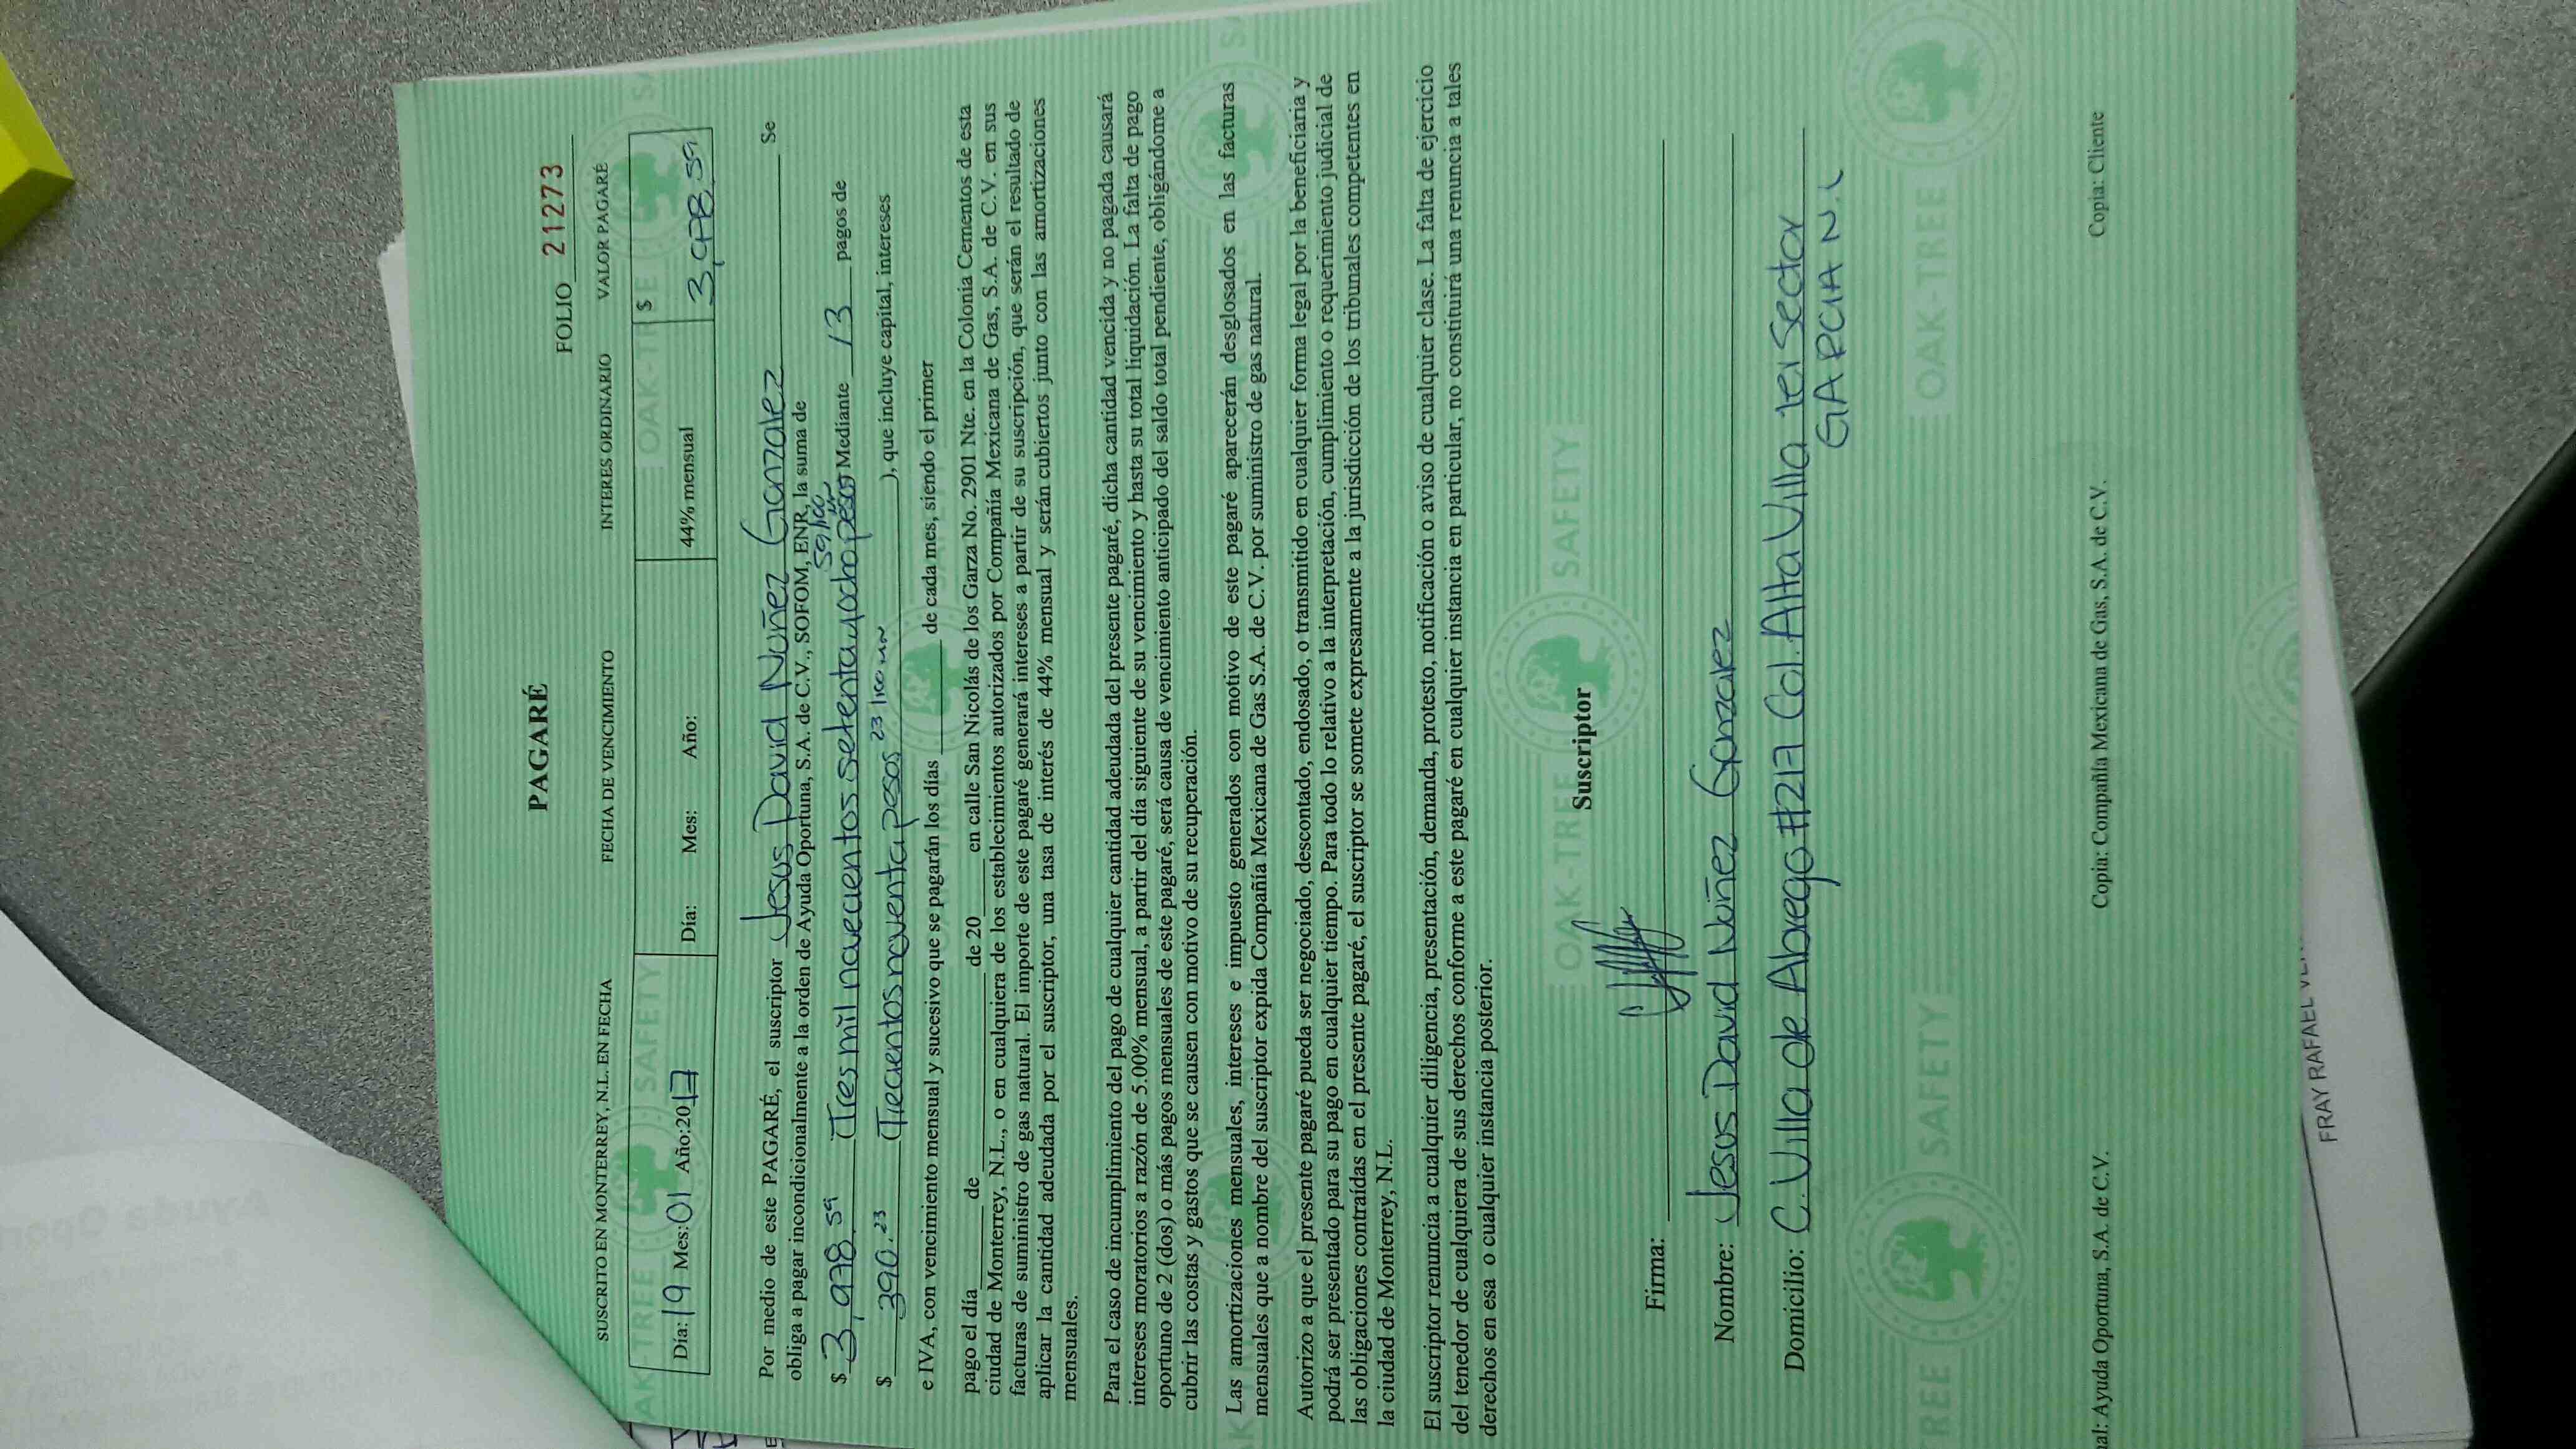 PAGARÉ
FOLIO 21273
SUSCRITO EN MONTERREY, N.L. EN FECHA FECHA DE VENCIMIENTO INTERES ORDINARIO VALOR PAGARÉ
Día: 19 Mes: 01 Año:2017 Día: Mes: Año: 44% mensual $ 3,978.59
Por medio de este PAGARÉ, el suscriptor Jesus David Nuñez Gonzalez Se
obliga a pagar incondicionalmente a la orden de Ayuda Oportuna, S.A. de C.V., SOFOM, ENR, la suma de
59/100
$ 3,978.59 (Tres mil novecientos setenta y ocho pesos Mediante 13 pagos de
$ 390.23 (Trecientos noventa pesos 23/100 mn ), que incluye capital, intereses
e IVA, con vencimiento mensual y sucesivo que se pagarán los días de cada mes, siendo el primer
pago el día de de 20 en calle San Nicolás de los Garza No. 2901 Nte. en la Colonia Cementos de esta
ciudad de Monterrey, N.L., o en cualquiera de los establecimientos autorizados por Compañía Mexicana de Gas, S.A. de C.V. en sus
facturas de suministro de gas natural. El importe de este pagaré generará intereses a partir de su suscripción, que serán el resultado de
aplicar la cantidad adeudada por el suscriptor, una tasa de interés de 44% mensual y serán cubiertos junto con las amortizaciones
mensuales.
Para el caso de incumplimiento del pago de cualquier cantidad adeudada del presente pagaré, dicha cantidad vencida y no pagada causará
intereses moratorios a razón de 5.00% mensual, a partir del día siguiente de su vencimiento y hasta su total liquidación. La falta de pago
oportuno de 2 (dos) o más pagos mensuales de este pagaré, será causa de vencimiento anticipado del saldo total pendiente, obligándome a
cubrir las costas y gastos que se causen con motivo de su recuperación.
Las amortizaciones mensuales, intereses e impuesto generados con motivo de este pagaré aparecerán desglosados en las facturas
mensuales que a nombre del suscriptor expida Compañía Mexicana de Gas S.A. de C.V. por suministro de gas natural.
Autorizo a que el presente pagaré pueda ser negociado, descontado, endosado, o transmitido en cualquier forma legal por la beneficiaria y
podrá ser presentado para su pago en cualquier tiempo. Para todo lo relativo a la interpretación, cumplimiento o requerimiento judicial de
las obligaciones contraídas en el presente pagaré, el suscriptor se somete expresamente a la jurisdicción de los tribunales competentes en
la ciudad de Monterrey, N.L.
El suscriptor renuncia a cualquier diligencia, presentación, demanda, protesto, notificación o aviso de cualquier clase. La falta de ejercicio
del tenedor de cualquiera de sus derechos conforme a este pagaré en cualquier instancia en particular, no constituirá una renuncia a tales
derechos en esa o cualquier instancia posterior.
Suscriptor
Firma:
Nombre: Jesus David Nuñez Gonzalez
Domicilio: C. Villa de Abrego #217 Col. Alta Villa 1er Sector
GARCIA N.L
OAK-TREE SAFETY
Ayuda Oportuna, S.A. de C.V. Copia: Compañía Mexicana de Gas, S.A. de C.V. Copia: Cliente
FRAY RAFAEL